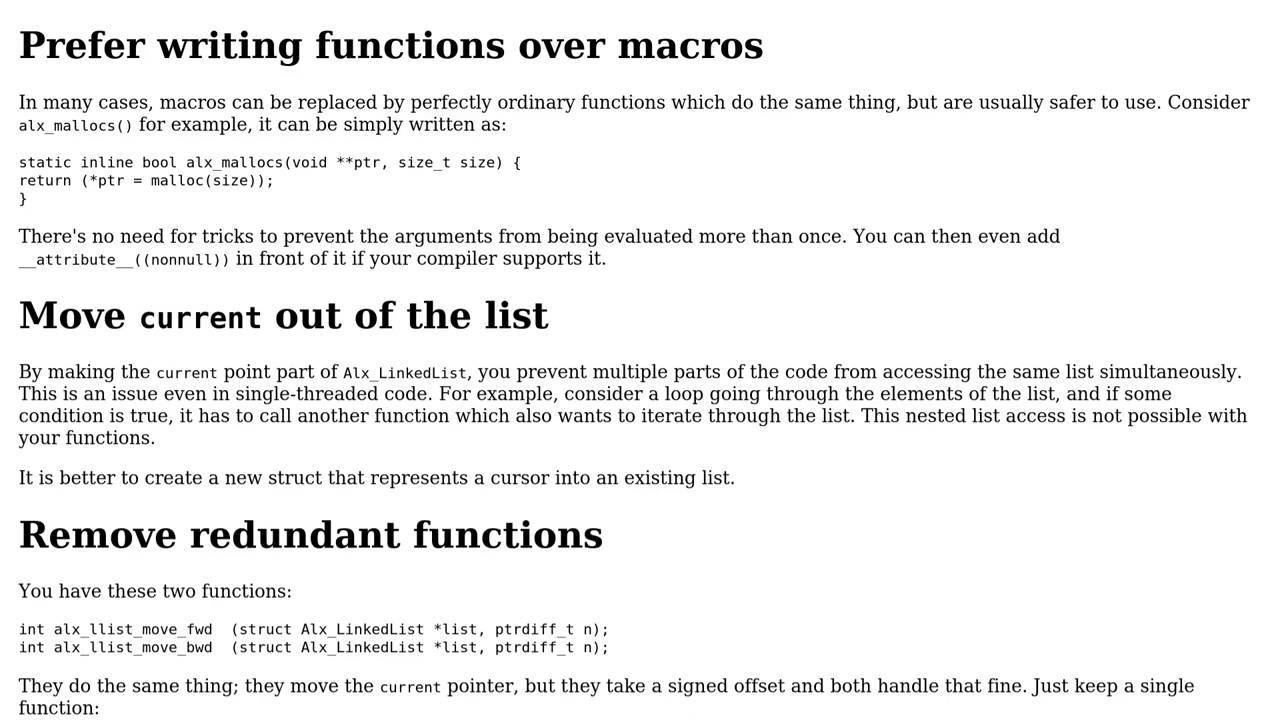 Prefer writing functions over macros
In many cases, macros can be replaced by perfectly ordinary functions which do the same thing, but are usually safer to use. Consider
alx_mallocs() for example, it can be simply written as:
static inline bool alx_mallocs(void **ptr, size_t size) {
return (*ptr = malloc(size));
}
There's no need for tricks to prevent the arguments from being evaluated more than once. You can then even add
__attribute__((nonnull)) in front of it if your compiler supports it.
Move current out of the list
By making the current point part of Alx_LinkedList, you prevent multiple parts of the code from accessing the same list simultaneously.
This is an issue even in single-threaded code. For example, consider a loop going through the elements of the list, and if some
condition is true, it has to call another function which also wants to iterate through the list. This nested list access is not possible with
your functions.
It is better to create a new struct that represents a cursor into an existing list.
Remove redundant functions
You have these two functions:
int alx_llist_move_fwd  (struct Alx_LinkedList *list, ptrdiff_t n);
int alx_llist_move_bwd  (struct Alx_LinkedList *list, ptrdiff_t n);
They do the same thing; they move the current pointer, but they take a signed offset and both handle that fine. Just keep a single
function: